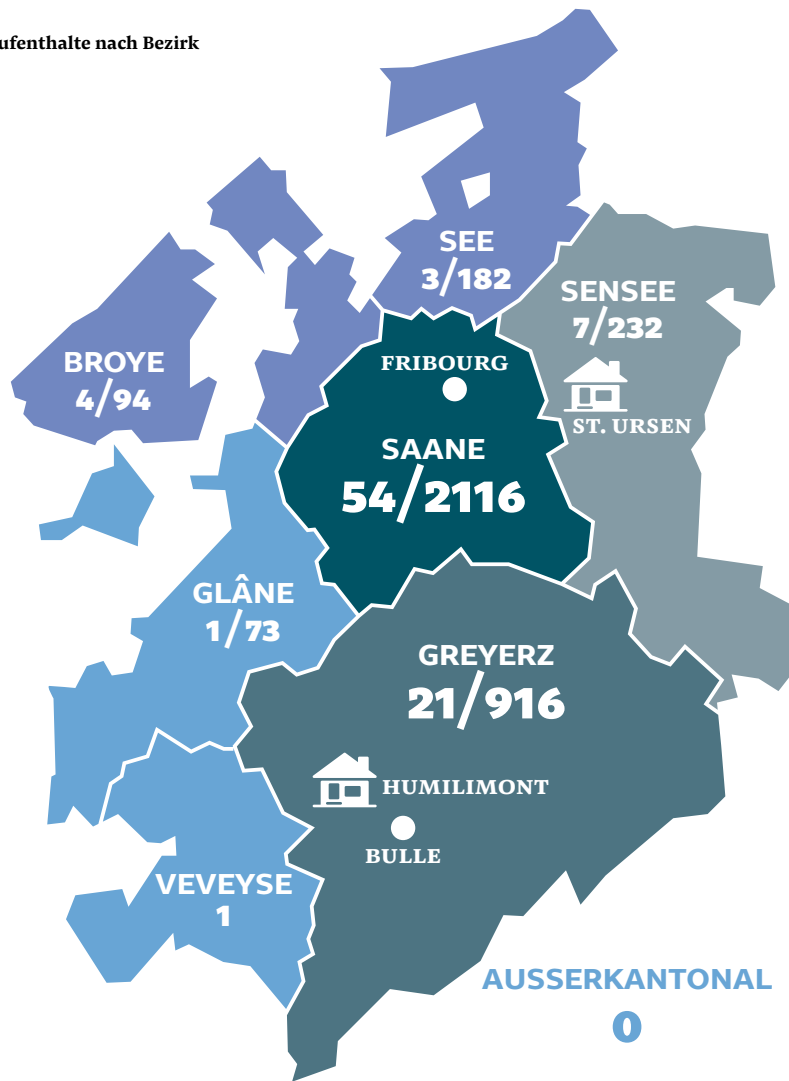 ufenthalte nach Bezirk
SEE
3/182
SENSEE
7/232
BROYE
4/94
FRIBOURG
ST. URSEN
SAANE
54/2116
GLÂNE
1/73
GREYERZ
21/916
HUMILIMONT
BULLE
VEVEYSE
1
AUSSERKANTONAL
0